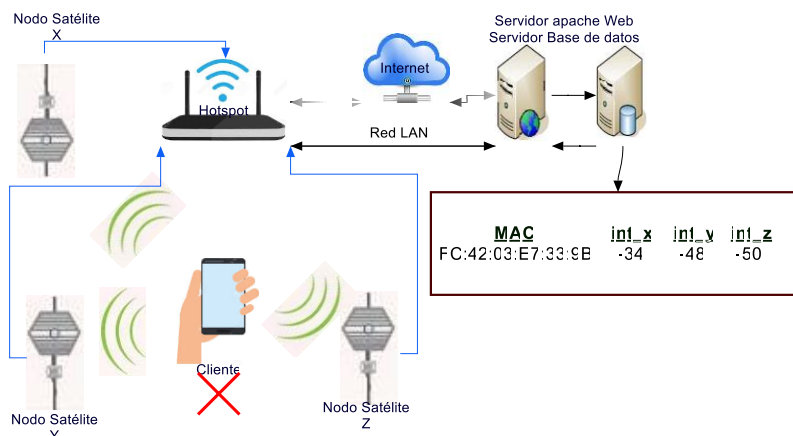 Nodo Satélite
X
Servidor apache Web
Servidor Base de datos
Internet
Hotspot
Red LAN
MAC int_x int_y int_z
FC:42:03:E7:33:9B -34 -48 -50
Cliente
Nodo Satélite
Y
Nodo Satélite
Z